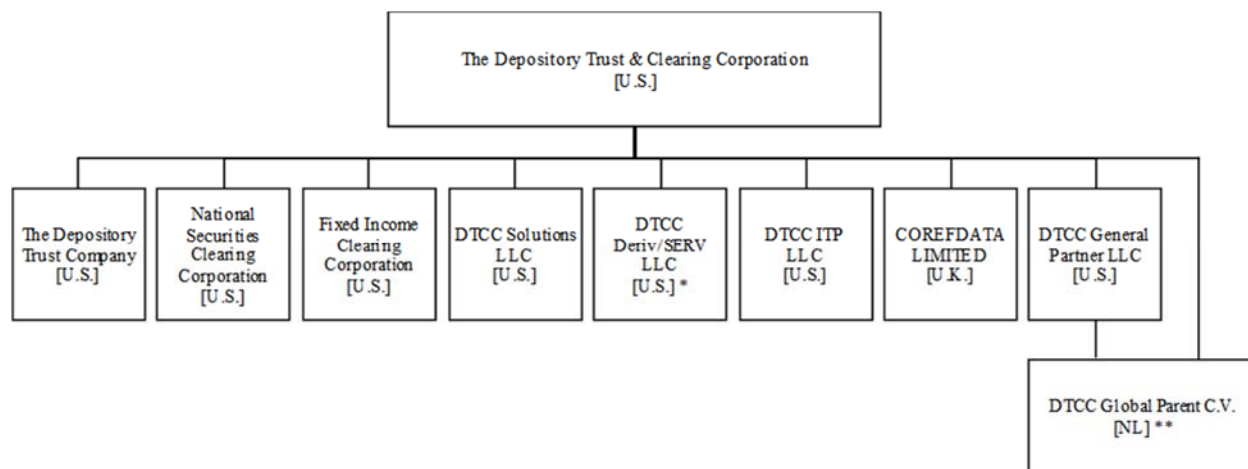 The Depository Trust & Clearing Corporation
[U.S.]
The Depository
Trust Company
[U.S.]
National
Securities
Clearing
Corporation
[U.S.]
Fixed Income
Clearing
Corporation
[U.S.]
DTCC Solutions
LLC
[U.S.]
DTCC
Deriv/SERV
LLC
[U.S.] *
DTCC ITP
LLC
[U.S.]
COREFDATA
LIMITED
[U.K.]
DTCC General
Partner LLC
[U.S.]
DTCC Global Parent C.V.
[NL] **